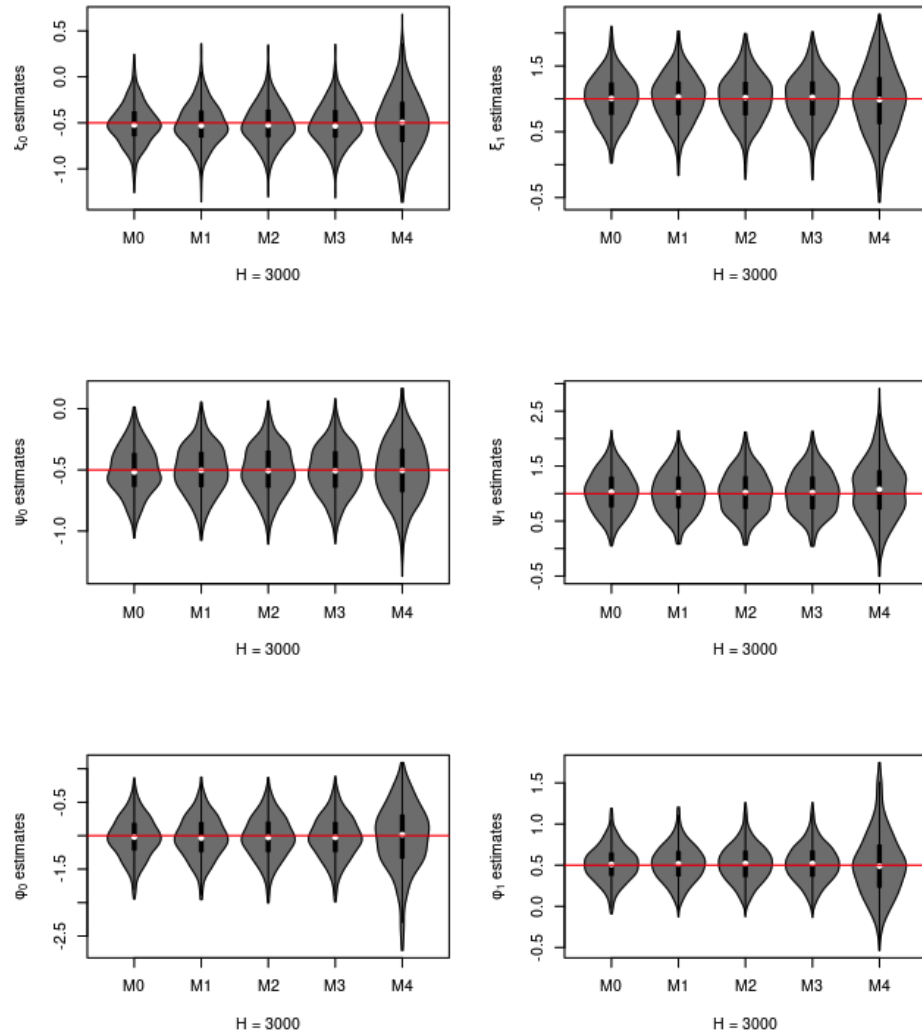 ξ0 estimates
0.5
0.0
-0.5
-1.0
M0 M1 M2 M3 M4
H = 3000
ξ1 estimates
1.5
0.5
-0.5
M0 M1 M2 M3 M4
H = 3000
ψ0 estimates
0.0
-0.5
-1.0
M0 M1 M2 M3 M4
H = 3000
ψ1 estimates
2.5
1.5
0.5
-0.5
M0 M1 M2 M3 M4
H = 3000
φ0 estimates
-0.5
-1.5
-2.5
M0 M1 M2 M3 M4
H = 3000
φ1 estimates
1.5
1.0
0.5
0.0
-0.5
M0 M1 M2 M3 M4
H = 3000